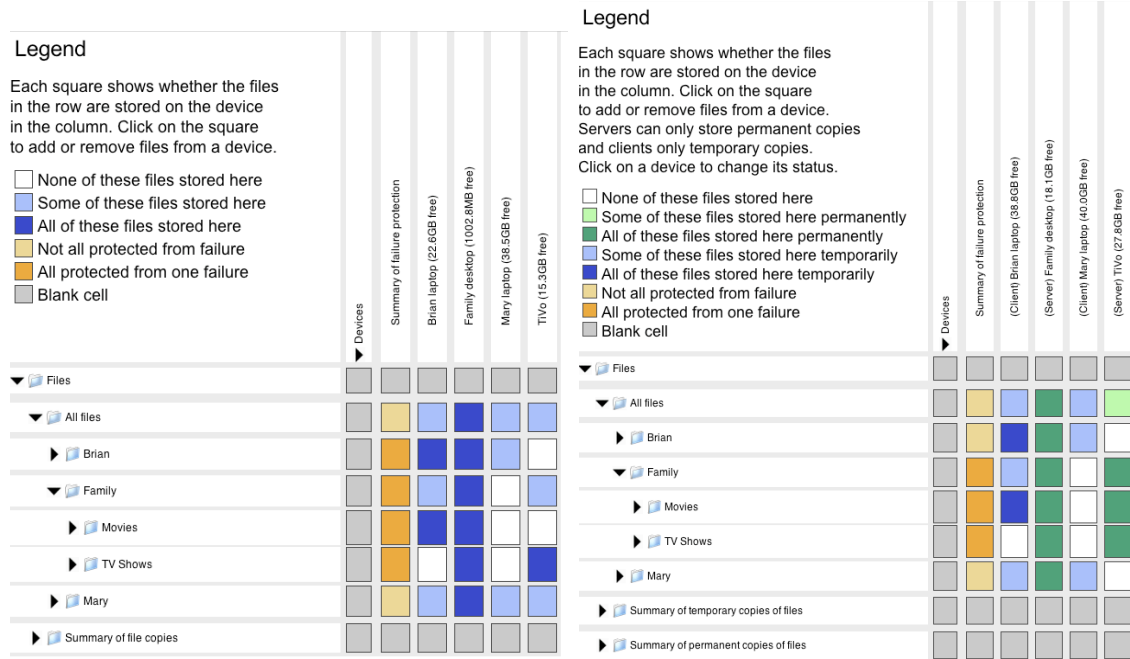 Legend
Each square shows whether the files
in the row are stored on the device
in the column. Click on the square
to add or remove files from a device.
None of these files stored here
Some of these files stored here
All of these files stored here
Not all protected from failure
All protected from one failure
Blank cell
Devices
Summary of failure protection
Brian laptop (22.6GB free)
Family desktop (1002.8MB free)
Mary laptop (38.5GB free)
TiVo (15.3GB free)
Files
All files
Brian
Family
Movies
TV Shows
Mary
Summary of file copies
Legend
Each square shows whether the files
in the row are stored on the device
in the column. Click on the square
to add or remove files from a device.
Servers can only store permanent copies
and clients only temporary copies.
Click on a device to change its status.
None of these files stored here
Some of these files stored here permanently
All of these files stored here permanently
Some of these files stored here temporarily
All of these files stored here temporarily
Not all protected from failure
All protected from one failure
Blank cell
Devices
Summary of failure protection
(Client) Brian laptop (38.8GB free)
(Server) Family desktop (18.1GB free)
(Client) Mary laptop (40.0GB free)
(Server) TiVo (27.8GB free)
Files
All files
Brian
Family
Movies
TV Shows
Mary
Summary of temporary copies of files
Summary of permanent copies of files